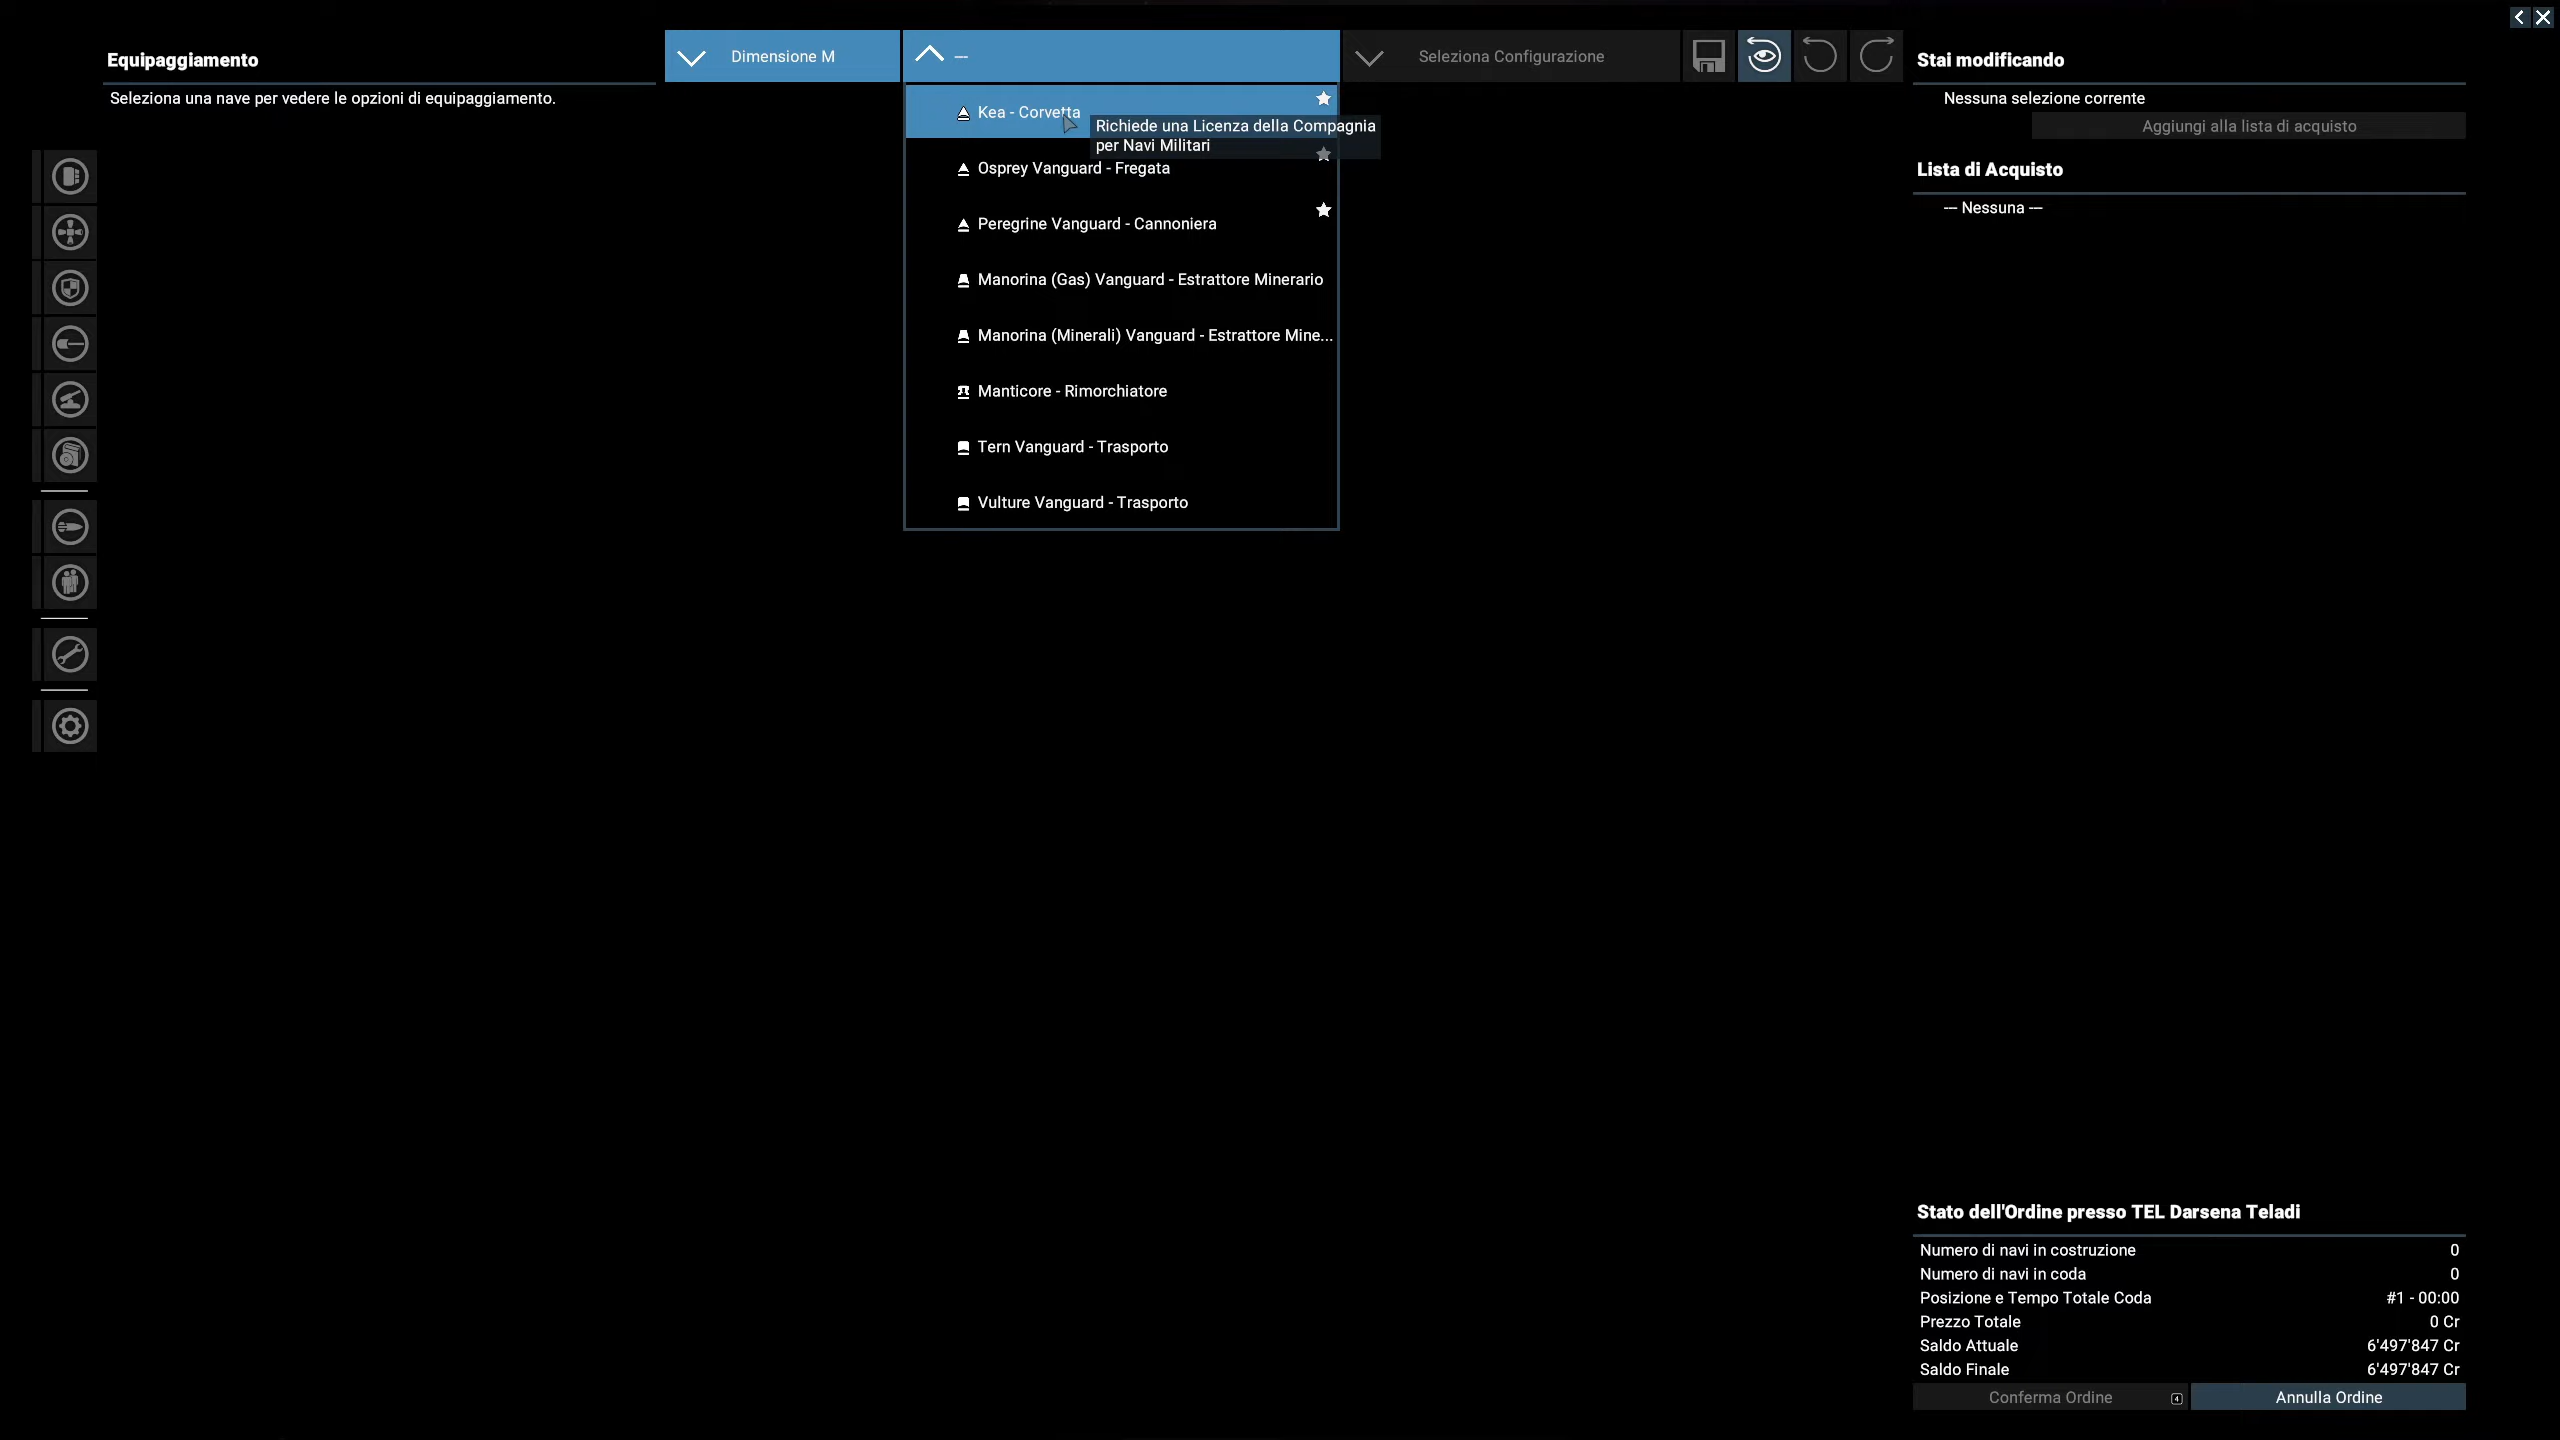 Equipaggiamento
Seleziona una nave per vedere le opzioni di equipaggiamento.
Dimensione M
---
Seleziona Configurazione
Kea - Corvetta
Richiede una Licenza della Compagnia
per Navi Militari
Osprey Vanguard - Fregata
Peregrine Vanguard - Cannoniera
Manorina (Gas) Vanguard - Estrattore Minerario
Manorina (Minerali) Vanguard - Estrattore Mine...
Manticore - Rimorchiatore
Tern Vanguard - Trasporto
Vulture Vanguard - Trasporto
Stai modificando
Nessuna selezione corrente
Aggiungi alla lista di acquisto
Lista di Acquisto
--- Nessuna ---
Stato dell'Ordine presso TEL Darsena Teladi
Numero di navi in costruzione 0
Numero di navi in coda 0
Posizione e Tempo Totale Coda #1 - 00:00
Prezzo Totale 0 Cr
Saldo Attuale 6'497'847 Cr
Saldo Finale 6'497'847 Cr
Conferma Ordine
Annulla Ordine